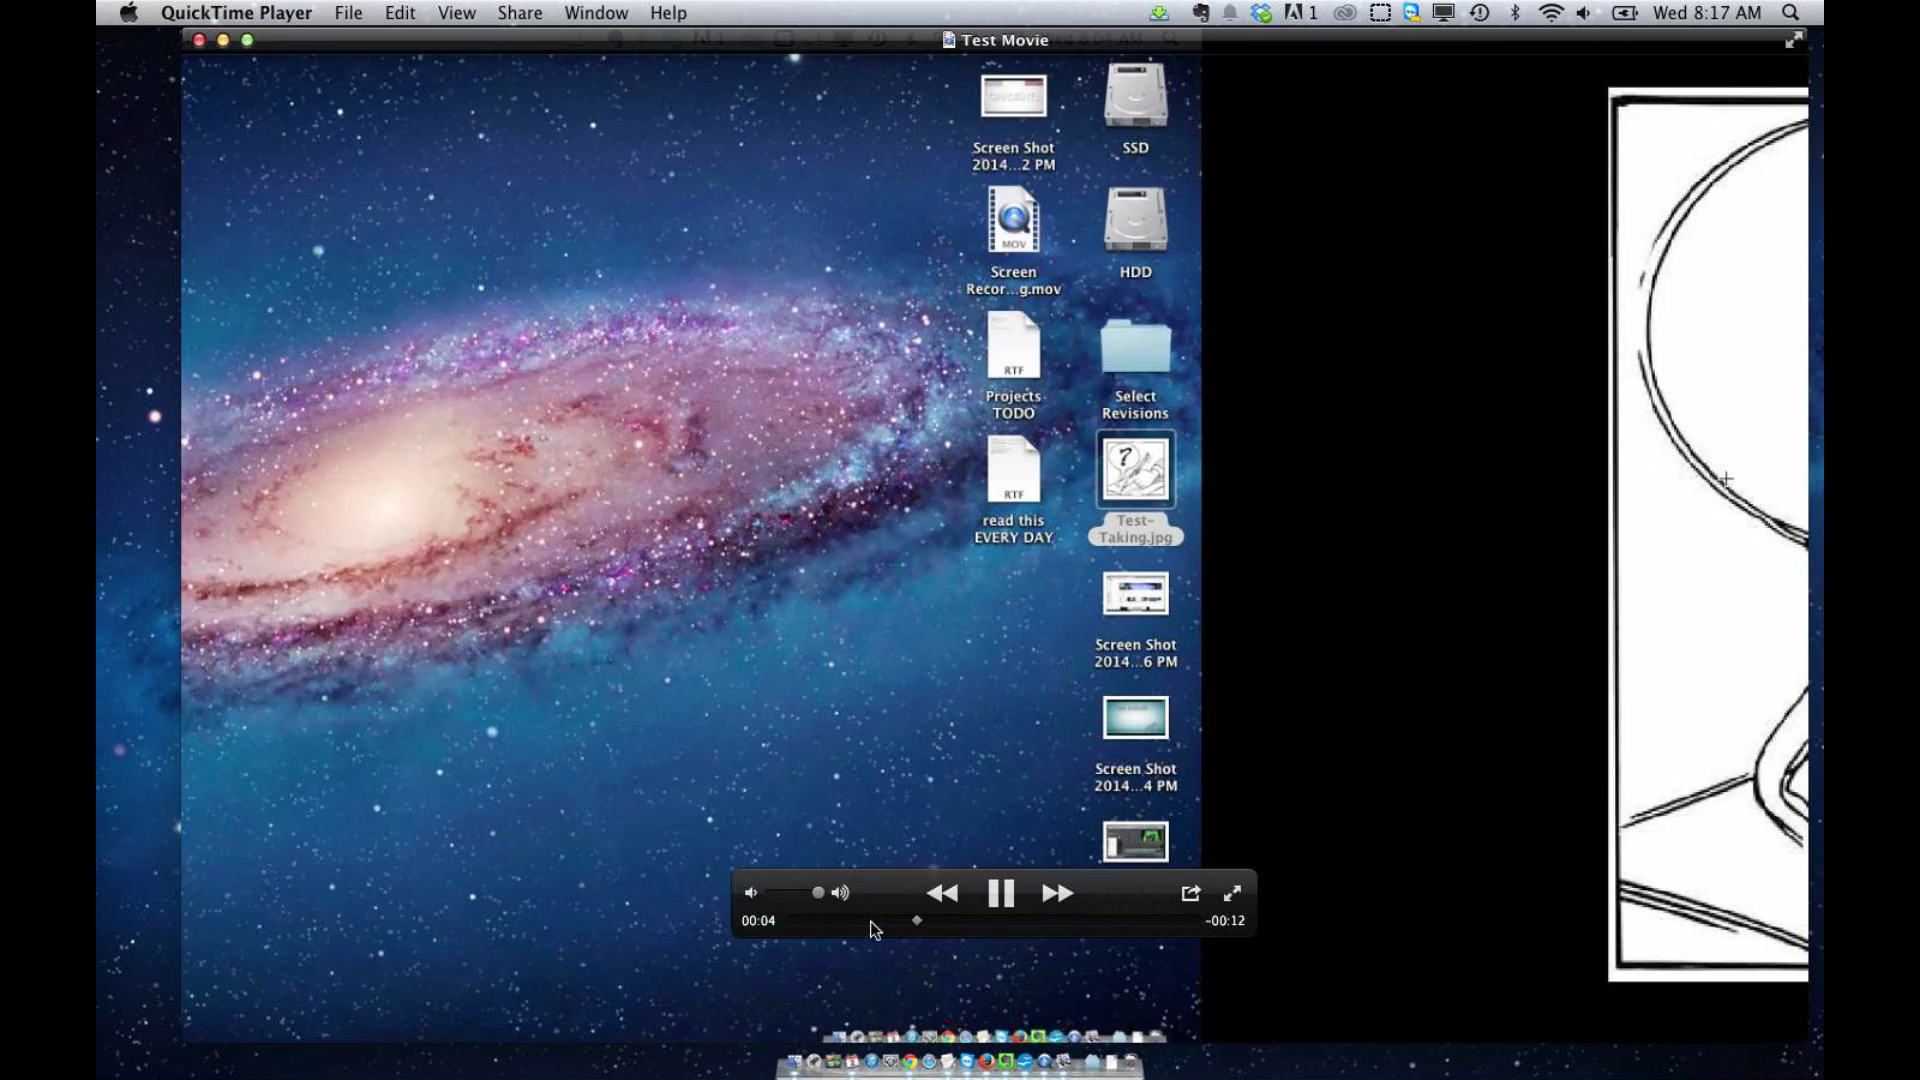 QuickTime Player File Edit View Share Window Help 1 Wed 8:17 AM
Test Movie
Screen Shot
2014...2 PM
SSD
MOV
Screen
Recor...g.mov
HDD
RTF
Projects
TODO
Select
Revisions
RTF
read this
EVERY DAY
?
Test-
Taking.jpg
Screen Shot
2014...6 PM
Screen Shot
2014...4 PM
00:04
-00:12